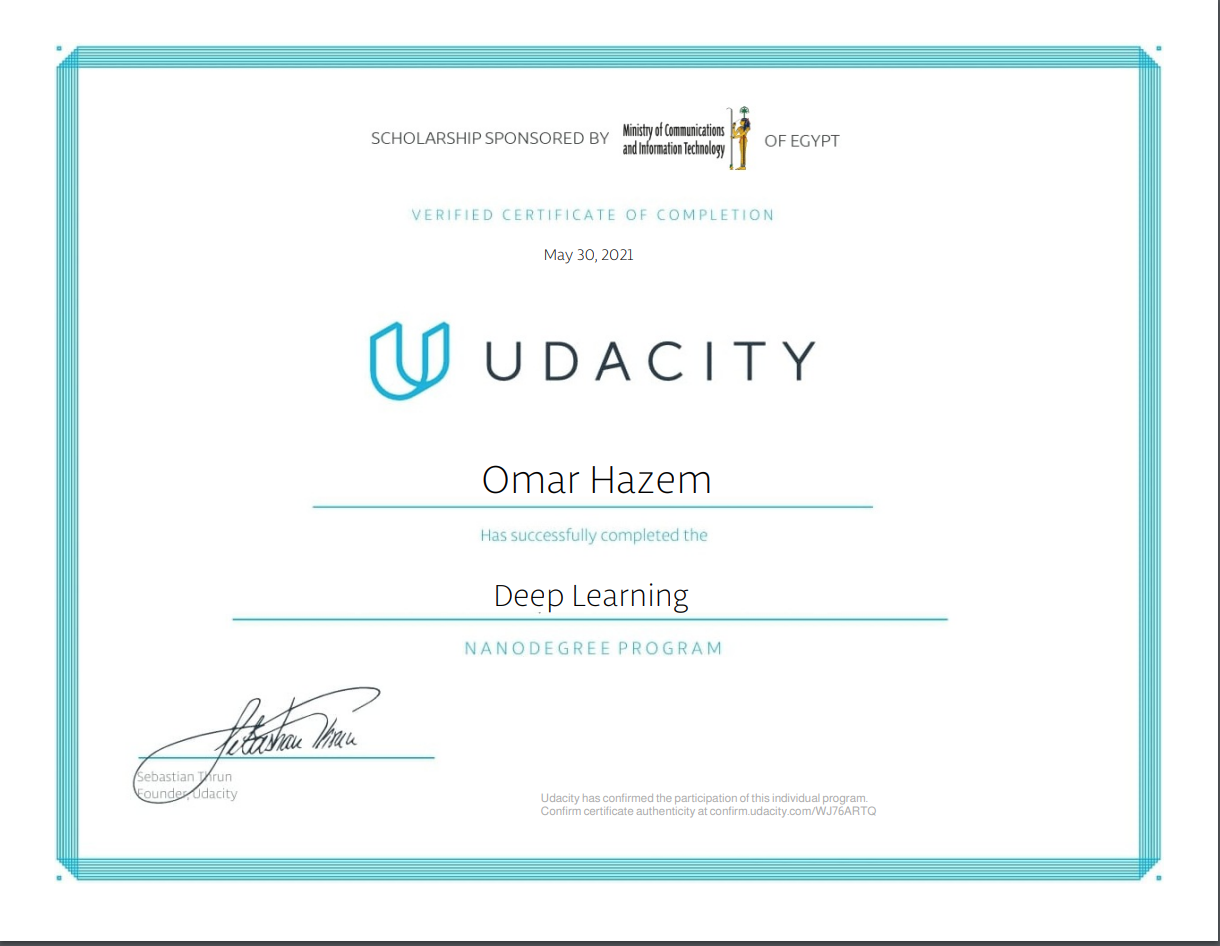 SCHOLARSHIP SPONSORED BY Ministry of Communications and Information Technology OF EGYPT
VERIFIED CERTIFICATE OF COMPLETION
May 30, 2021
UDACITY
Omar Hazem
Has successfully completed the
Deep Learning
NANODEGREE PROGRAM
Sebastian Thrun
Sebastian Thrun
Founder, Udacity
Udacity has confirmed the participation of this individual program.
Confirm certificate authenticity at confirm.udacity.com/WJ76ARTQ